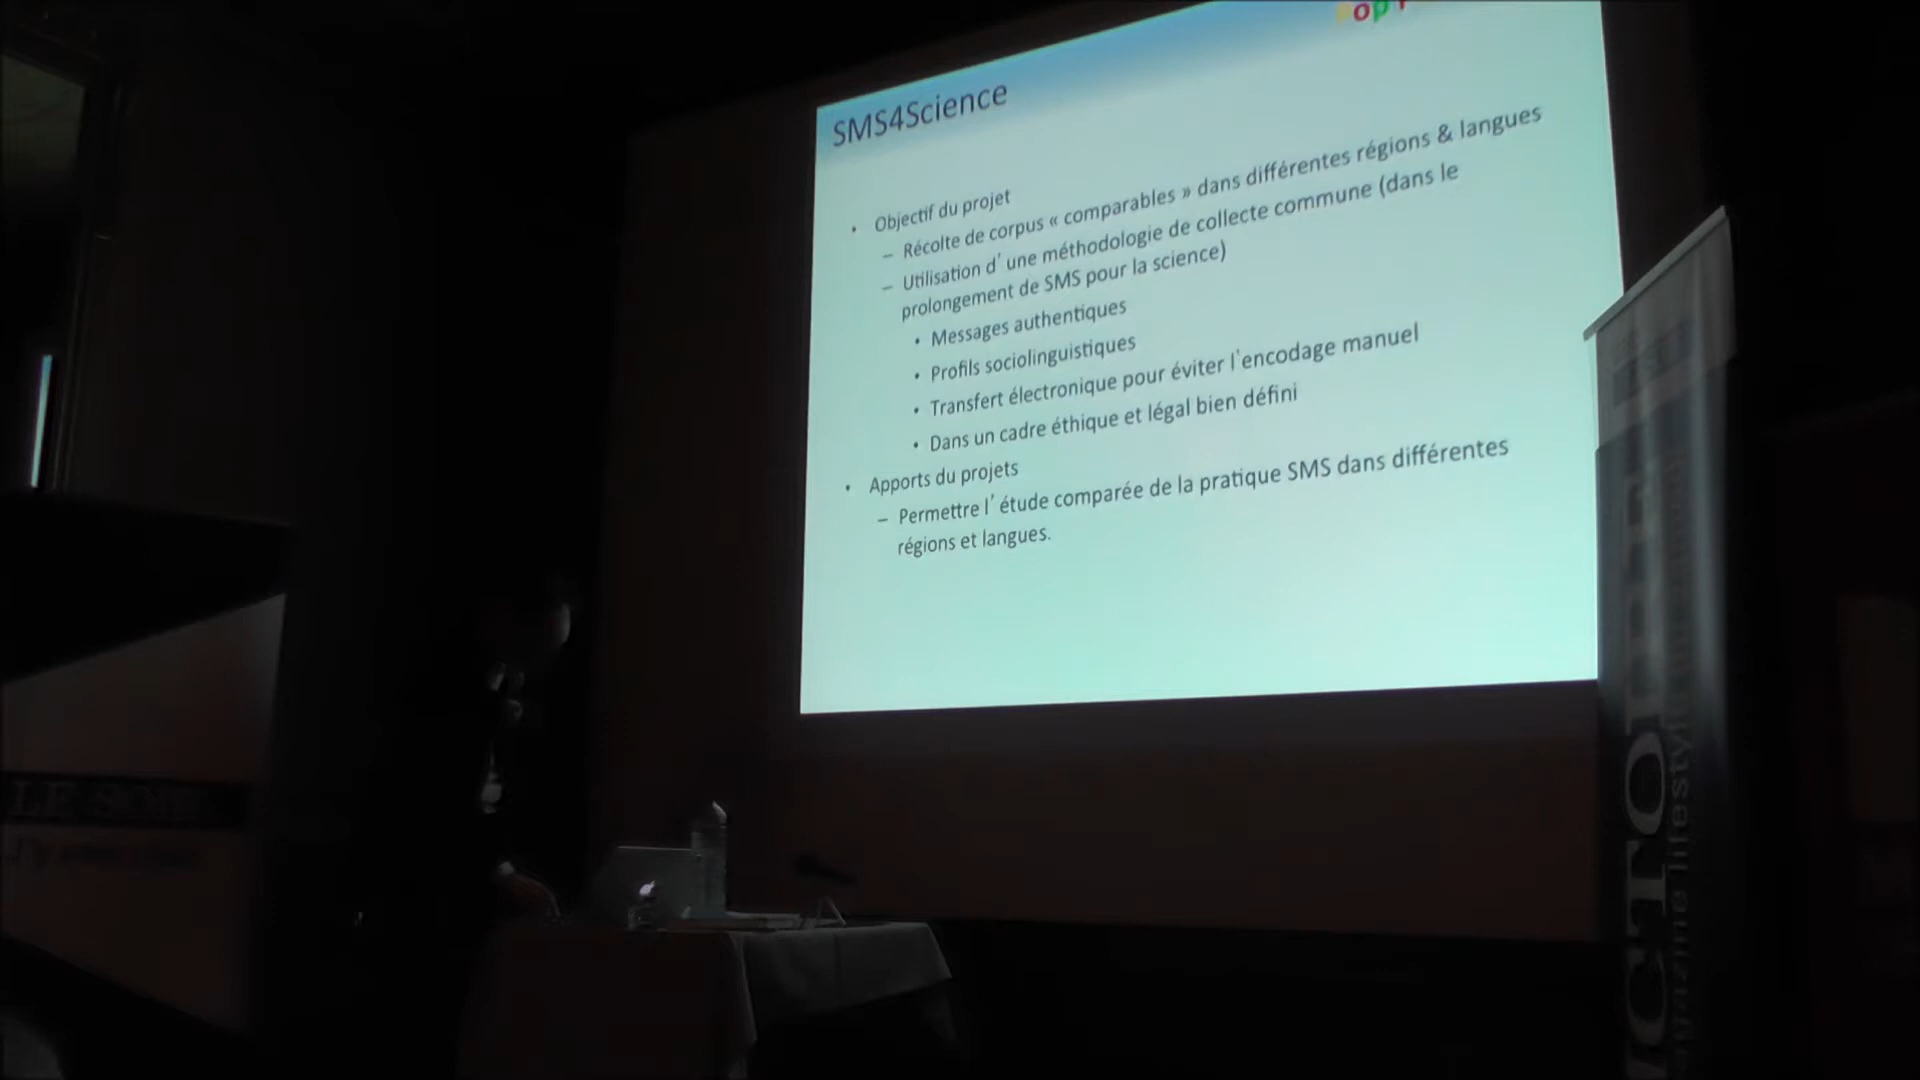 SMS4Science
• Objectif du projet
– Récolte de corpus « comparables » dans différentes régions & langues
– Utilisation d’ une méthodologie de collecte commune (dans le
prolongement de SMS pour la science)
• Messages authentiques
• Profils sociolinguistiques
• Transfert électronique pour éviter l'encodage manuel
• Dans un cadre éthique et légal bien défini
• Apports du projets
– Permettre l’ étude comparée de la pratique SMS dans différentes
régions et langues.
LE SOIR